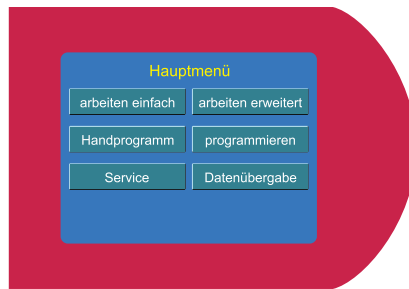 Hauptmenü
arbeiten einfach arbeiten erweitert
Handprogramm programmieren
Service Datenübergabe